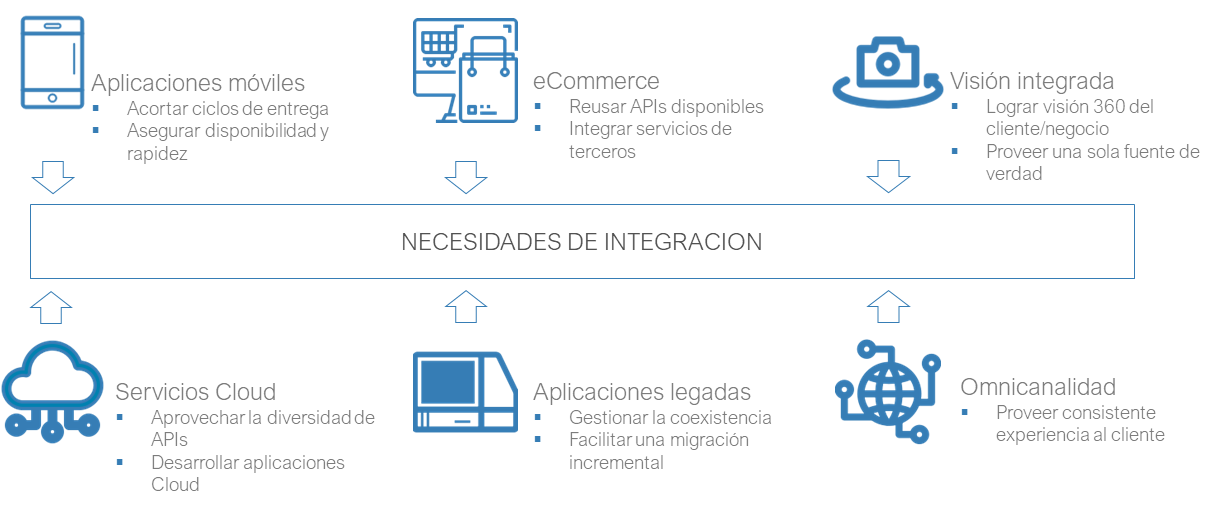 Aplicaciones móviles
▪ Acortar ciclos de entrega
▪ Asegurar disponibilidad y
rapidez
eCommerce
▪ Reusar APIs disponibles
▪ Integrar servicios de
terceros
Visión integrada
▪ Lograr visión 360 del
cliente/negocio
▪ Proveer una sola fuente de
verdad
NECESIDADES DE INTEGRACION
Servicios Cloud
▪ Aprovechar la diversidad de
APIs
▪ Desarrollar aplicaciones
Cloud
Aplicaciones legadas
▪ Gestionar la coexistencia
▪ Facilitar una migración
incremental
Omnicanalidad
▪ Proveer consistente
experiencia al cliente